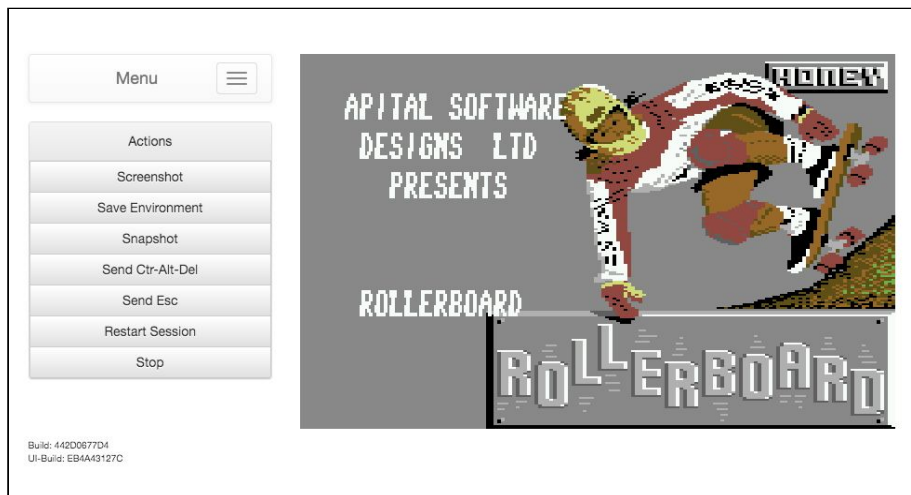 Menu
Actions
Screenshot
Save Environment
Snapshot
Send Ctr-Alt-Del
Send Esc
Restart Session
Stop
Build: 442D0677D4
UI-Build: EB4A43127C
HONEY
APITAL SOFTWARE
DESIGNS LTD
PRESENTS
ROLLERBOARD
ROLLERBOARD